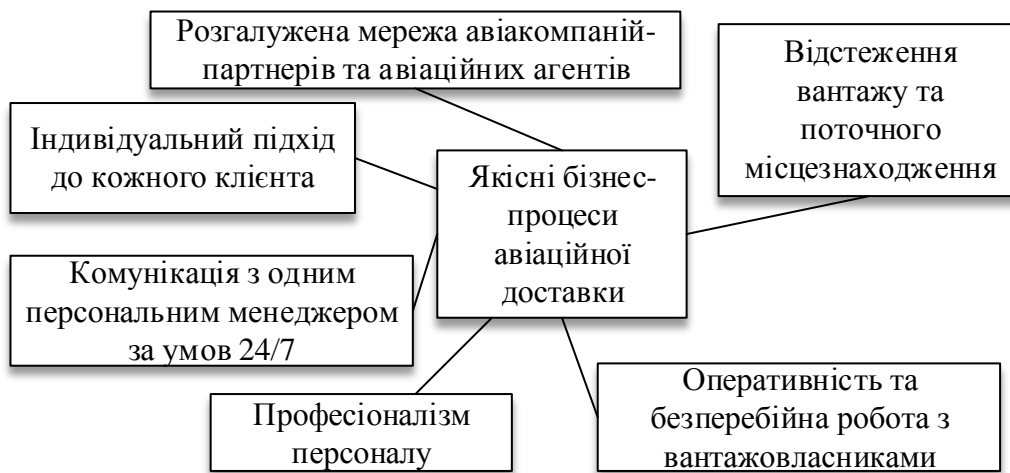 Розгалужена мережа авіакомпаній-
партнерів та авіаційних агентів
Відстеження
вантажу та
поточного
місцезнаходження
Індивідуальний підхід
до кожного клієнта
Якісні бізнес-
процеси
авіаційної
доставки
Комунікація з одним
персональним менеджером
за умов 24/7
Професіоналізм
персоналу
Оперативність та
безперебійна робота з
вантажовласниками